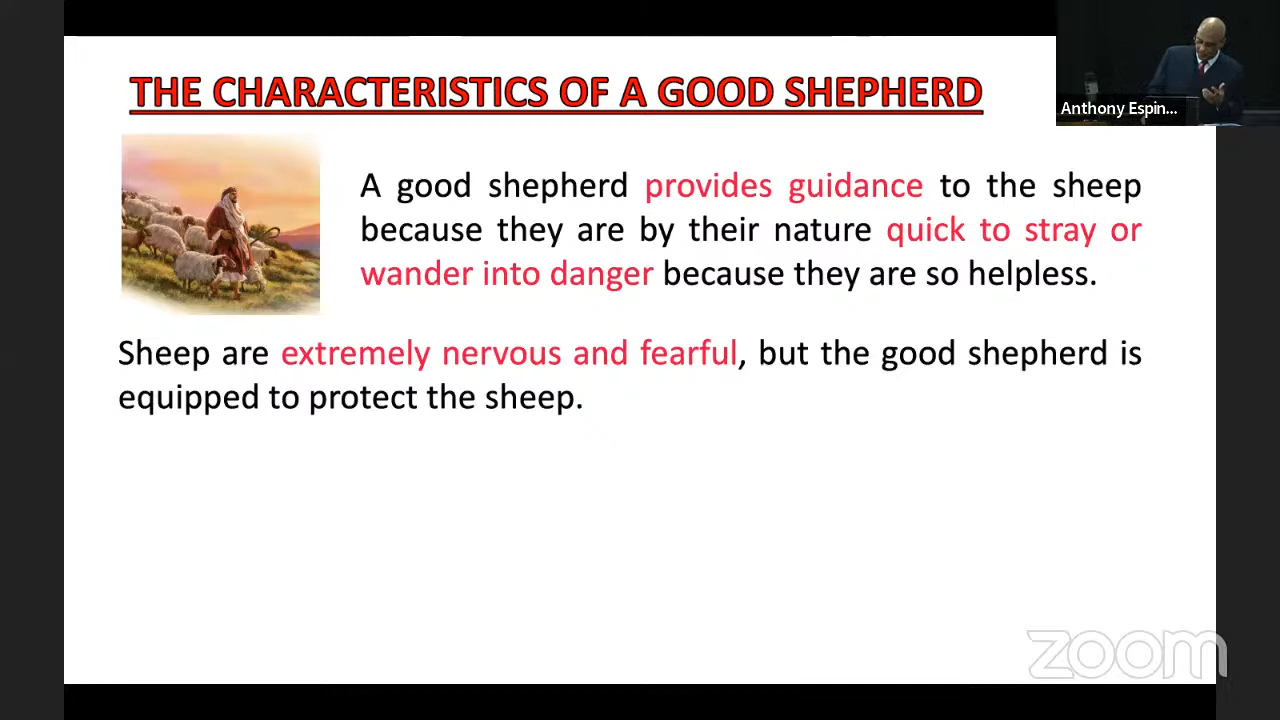 THE CHARACTERISTICS OF A GOOD SHEPHERD
Anthony Espin...
A good shepherd provides guidance to the sheep
because they are by their nature quick to stray or
wander into danger because they are so helpless.
Sheep are extremely nervous and fearful, but the good shepherd is
equipped to protect the sheep.
zoom